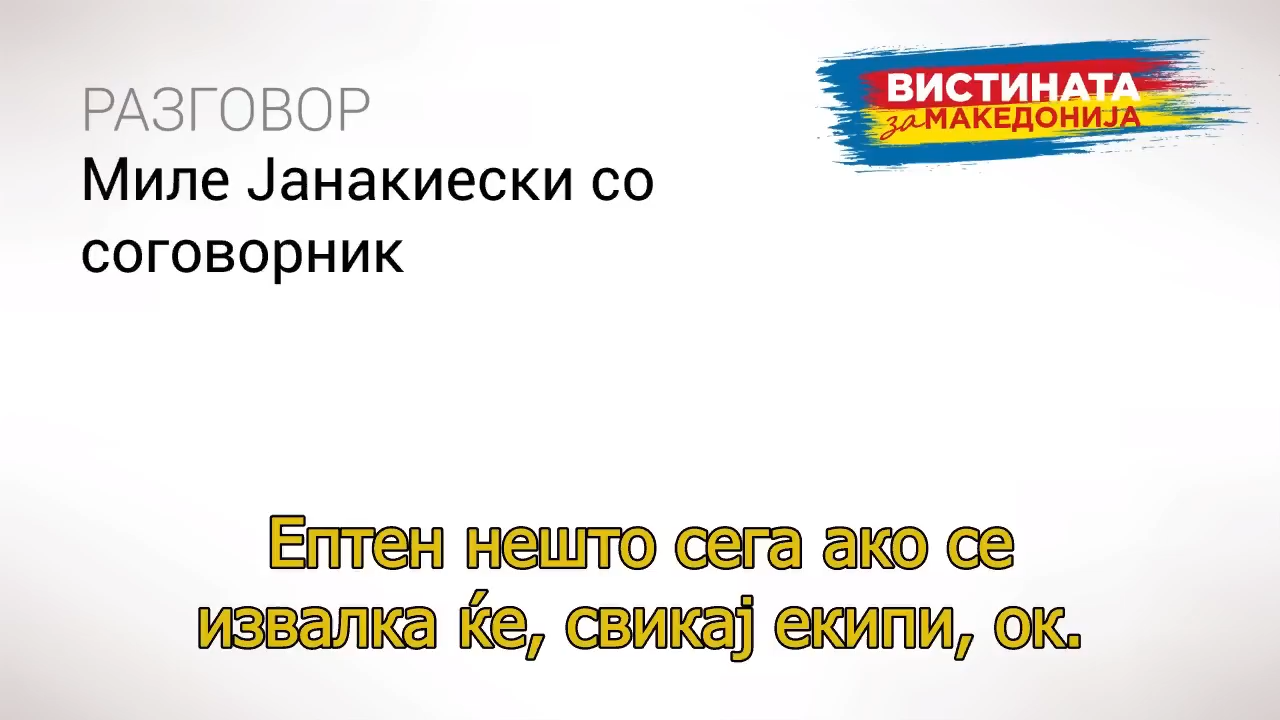 РАЗГОВОР
Миле Јанакиески со
соговорник
ВИСТИНАТА
за МАКЕДОНИЈА
Ептен нешто сега ако се
извалка ќе, свикај екипи, ок.